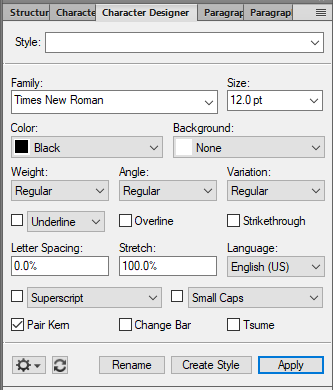 Structur Characte Character Designer Paragrap Paragrap
Style:
Family: Size:
Times New Roman 12.0 pt
Color: Background:
Black None
Weight: Angle: Variation:
Regular Regular Regular
Underline Overline Strikethrough
Letter Spacing: Stretch: Language:
0.0% 100.0% English (US)
Superscript Small Caps
Pair Kern Change Bar Tsume
Rename Create Style Apply